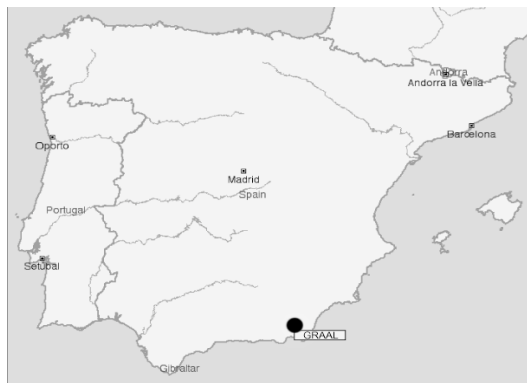 Andorra
Andorra la Vella
Barcelona
Oporto
Madrid
Spain
Portugal
Setubal
GRAAL
Gibraltar